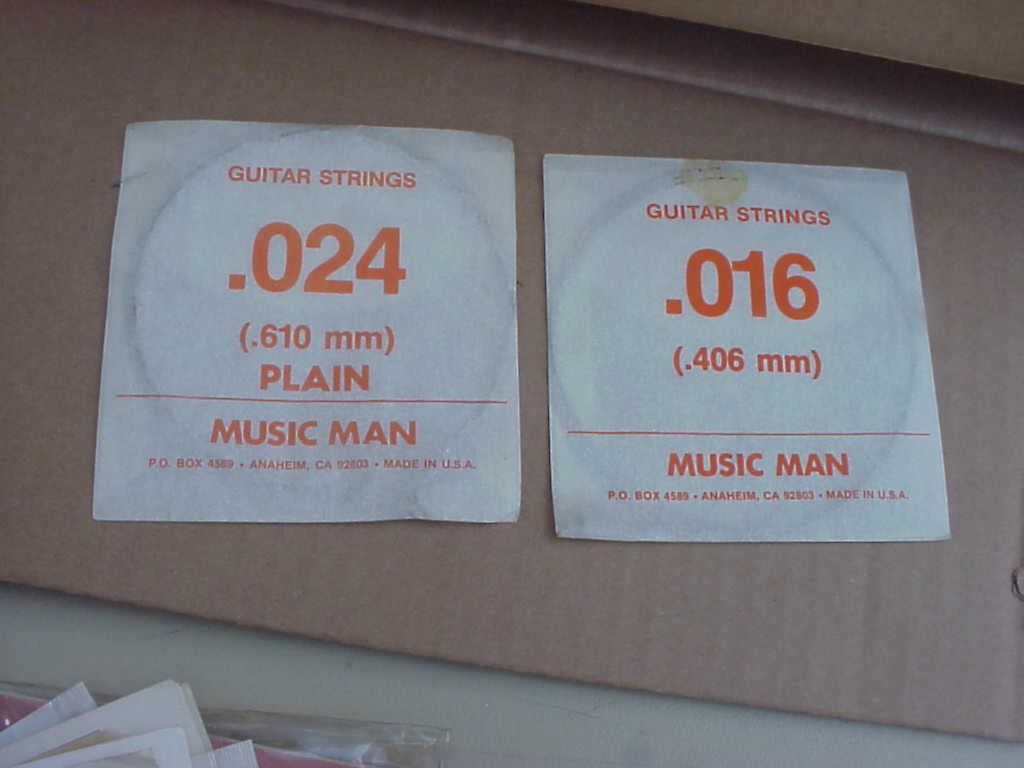 GUITAR STRINGS
.024
(.610 mm)
PLAIN
MUSIC MAN
P.O. BOX 4589 • ANAHEIM, CA 92803 • MADE IN U.S.A.
GUITAR STRINGS
.016
(.406 mm)
MUSIC MAN
P.O. BOX 4589 • ANAHEIM, CA 92803 • MADE IN U.S.A.